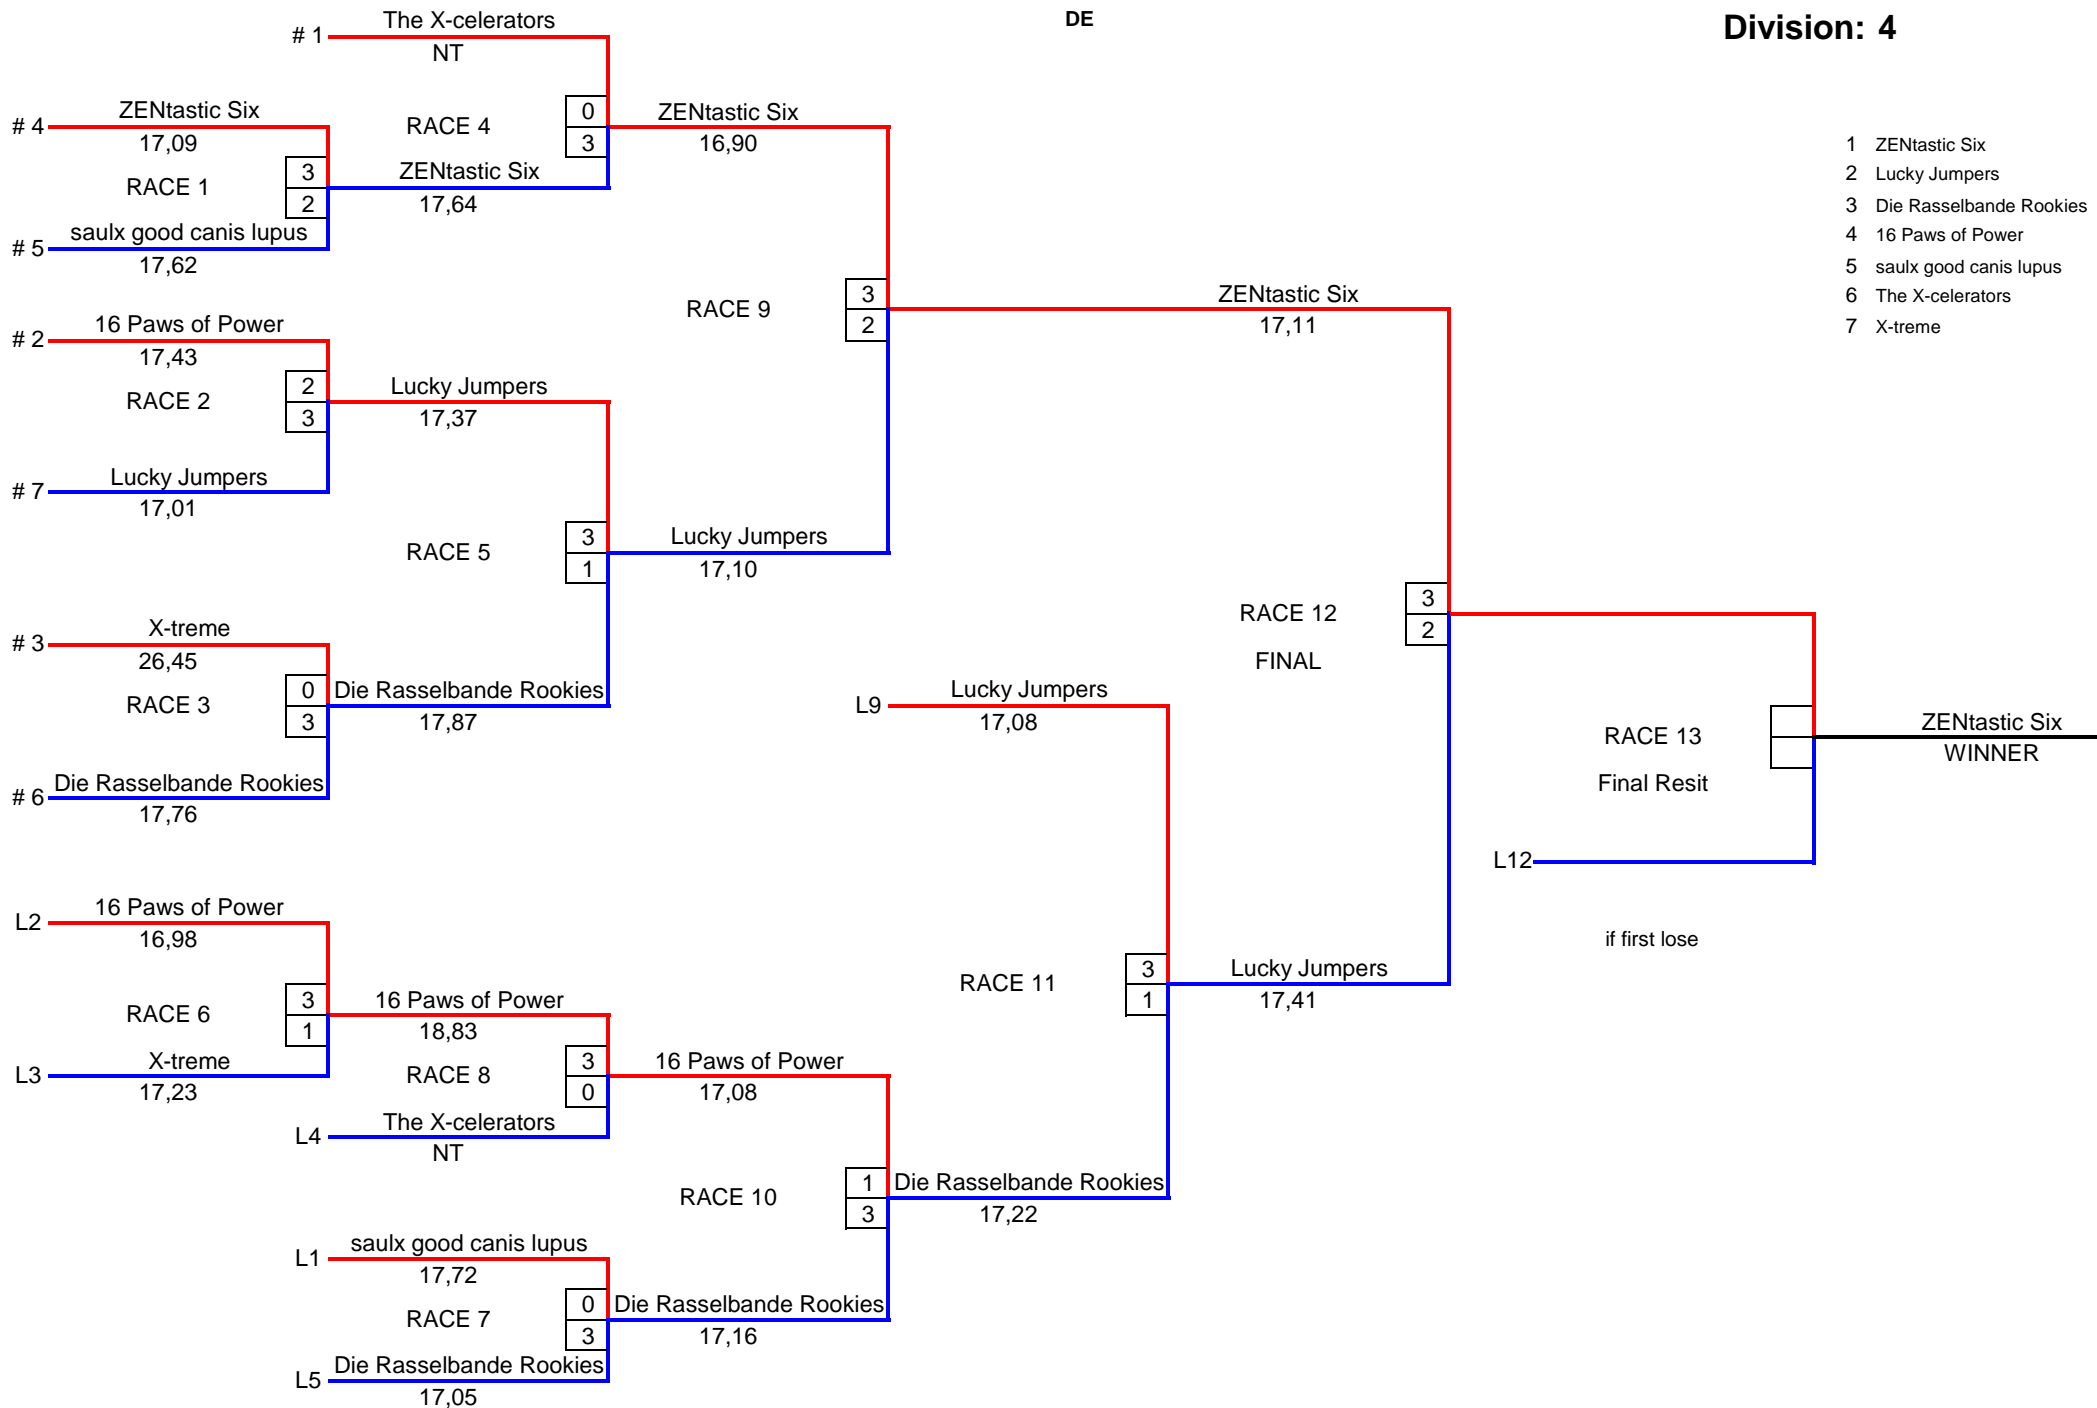 DE
Division: 4
# 1
The X-celerators
NT
# 4
ZENtastic Six
17,09
RACE 1
3
2
# 5
saulx good canis lupus
17,62
RACE 4
0
3
ZENtastic Six
17,64
ZENtastic Six
16,90
1 ZENtastic Six
2 Lucky Jumpers
3 Die Rasselbande Rookies
4 16 Paws of Power
5 saulx good canis lupus
6 The X-celerators
7 X-treme
# 2
16 Paws of Power
17,43
RACE 2
2
3
# 7
Lucky Jumpers
17,01
Lucky Jumpers
17,37
RACE 9
3
2
ZENtastic Six
17,11
RACE 5
3
1
Lucky Jumpers
17,10
# 3
X-treme
26,45
RACE 3
0
3
# 6
Die Rasselbande Rookies
17,76
Die Rasselbande Rookies
17,87
RACE 12
FINAL
3
2
L9
Lucky Jumpers
17,08
RACE 13
Final Resit
ZENtastic Six
WINNER
L12
if first lose
L2
16 Paws of Power
16,98
RACE 6
3
1
L3
X-treme
17,23
16 Paws of Power
18,83
RACE 8
3
0
L4
The X-celerators
NT
16 Paws of Power
17,08
RACE 11
3
1
Lucky Jumpers
17,41
RACE 10
1
3
Die Rasselbande Rookies
17,22
L1
saulx good canis lupus
17,72
RACE 7
0
3
L5
Die Rasselbande Rookies
17,05
Die Rasselbande Rookies
17,16